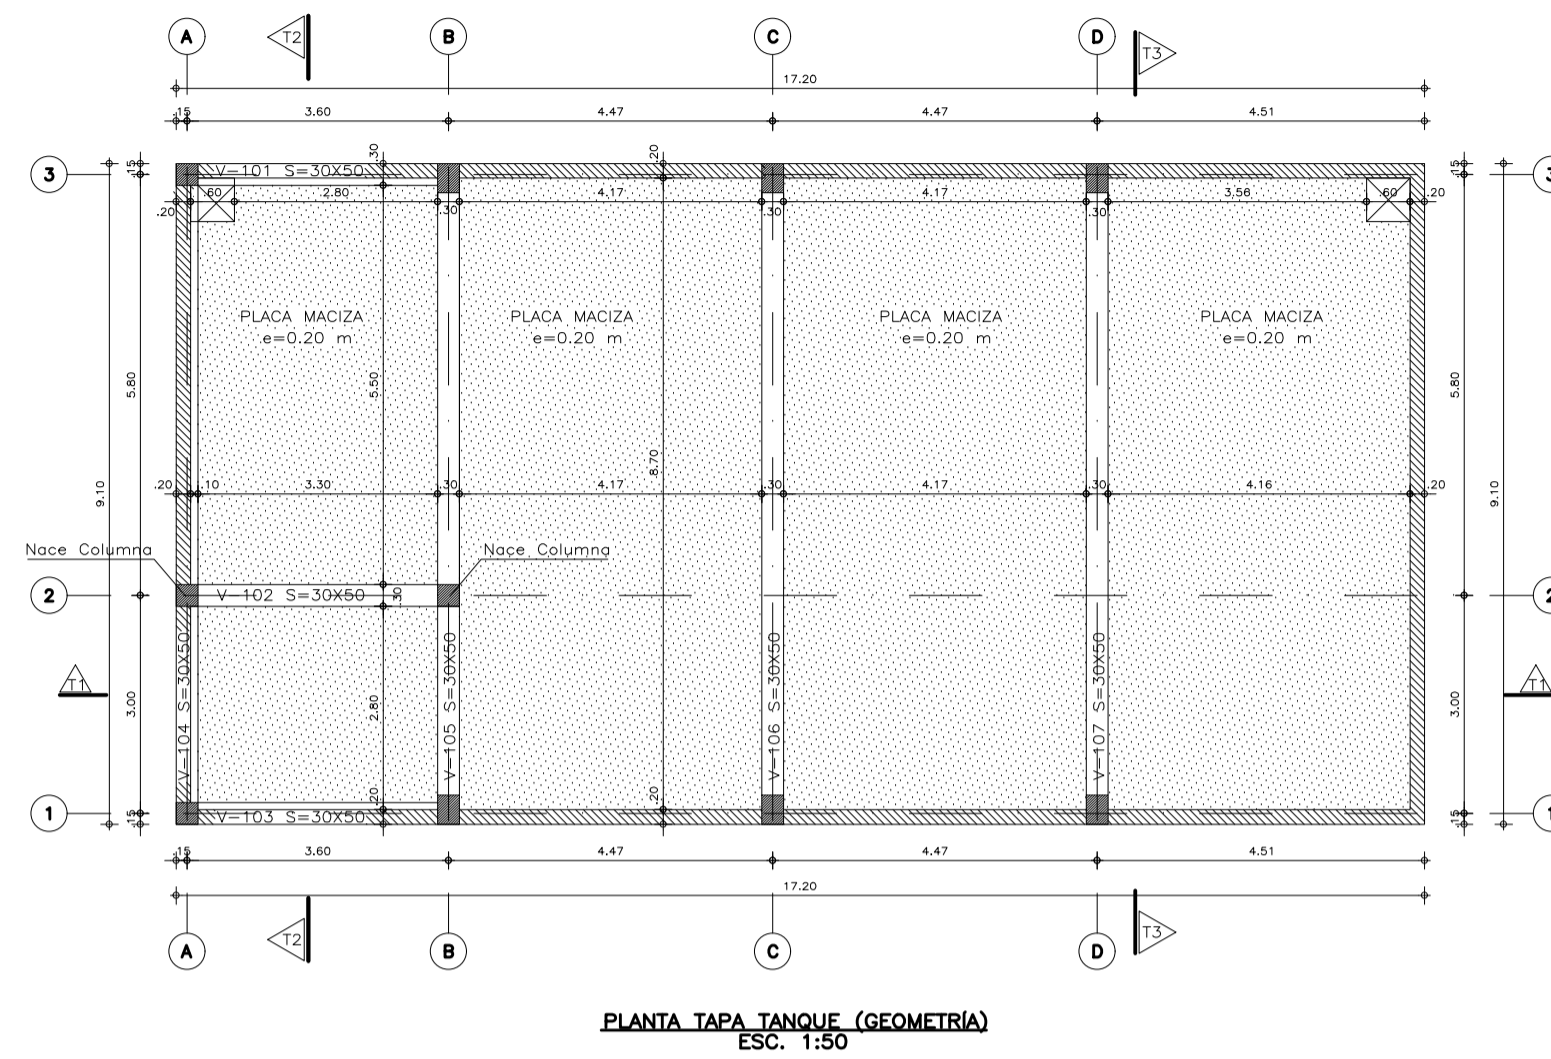 A
T2
B
C
D
T3
17.20
.15
3.60
4.47
4.47
4.51
3
.15
V-101 S=30X50
.30
.20
.15
3
.60
2.80
4.17
4.17
3.56
.60
.20
.20
.30
.30
.30
PLACA MACIZA
e=0.20 m
PLACA MACIZA
e=0.20 m
PLACA MACIZA
e=0.20 m
PLACA MACIZA
e=0.20 m
5.80
5.50
5.80
8.70
9.10
9.10
.20
.10
3.30
.30
4.17
.30
4.17
.30
4.16
.20
Nace Columna
Nace Columna
2
V-102 S=30X50
.30
2
V-104 S=30X50
V-105 S=30X50
V-106 S=30X50
V-107 S=30X50
T1
T1
3.00
2.80
3.00
.20
.20
1
.15
V-103 S=30X50
.15
1
.15
3.60
4.47
4.47
4.51
17.20
A
T2
B
C
D
T3
PLANTA TAPA TANQUE (GEOMETRÍA)
ESC. 1:50